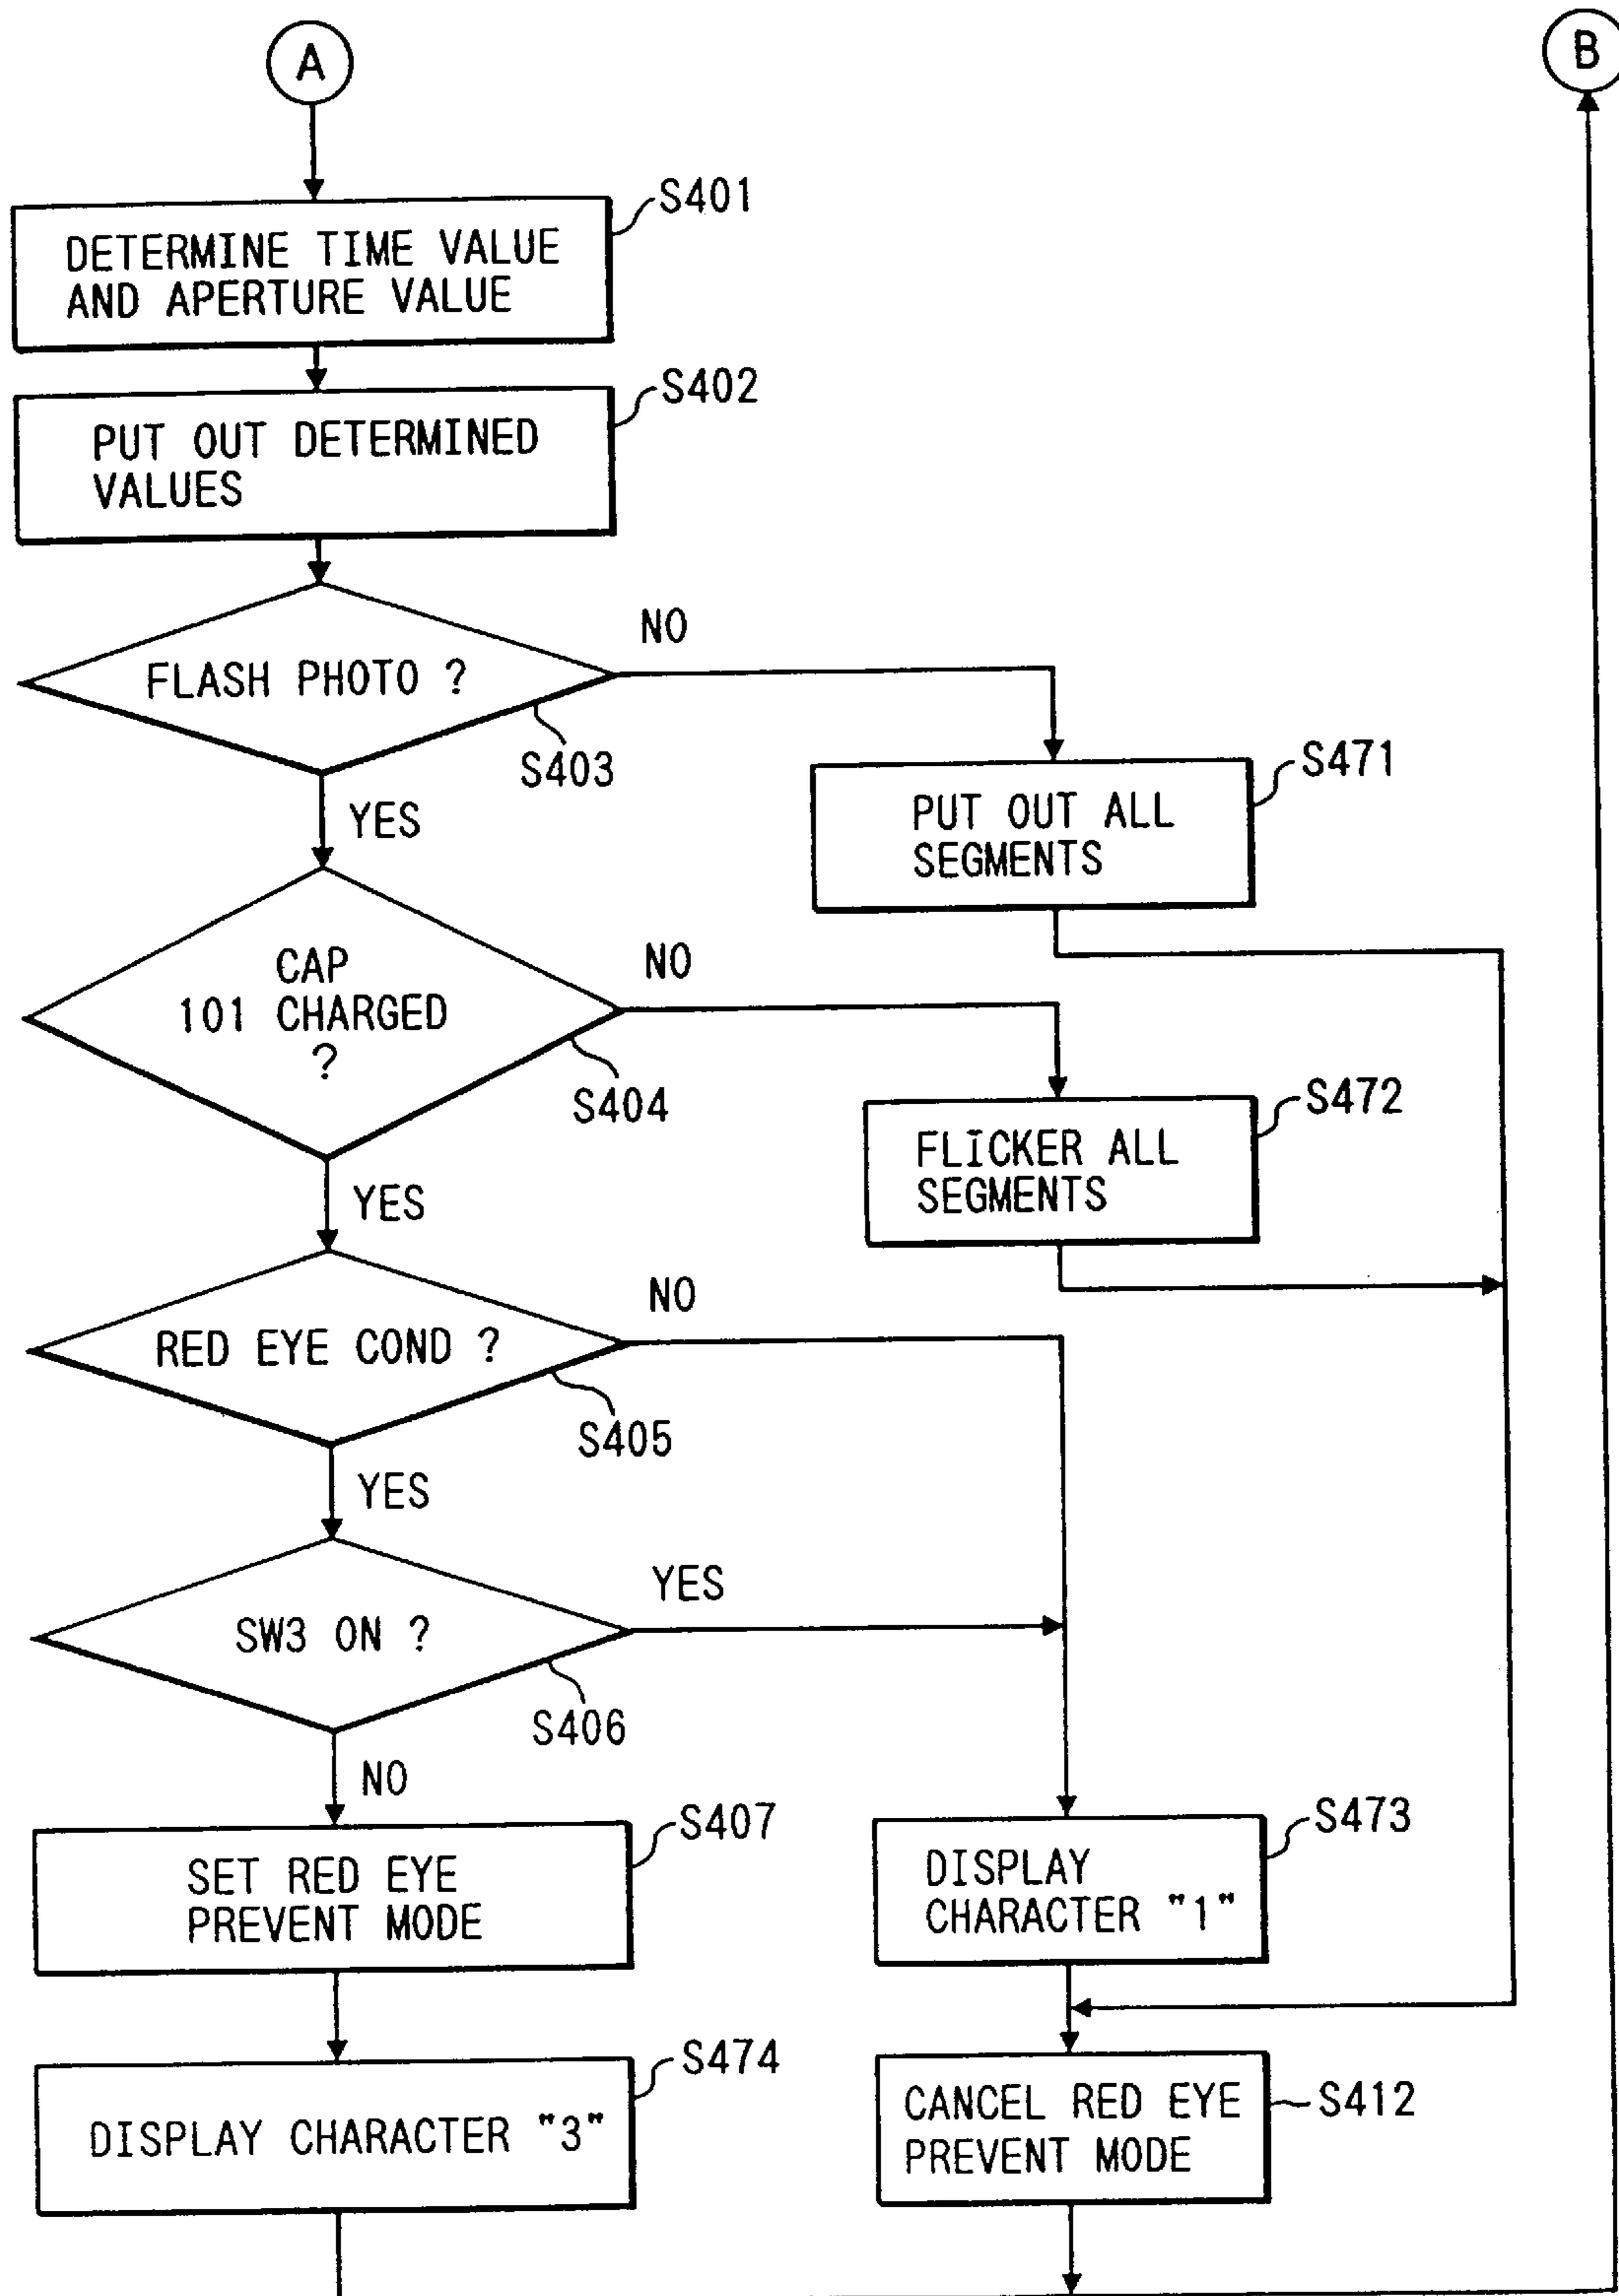 A
B
S401
DETERMINE TIME VALUE
AND APERTURE VALUE
S402
PUT OUT DETERMINED
VALUES
NO
FLASH PHOTO ?
S403
YES
S471
PUT OUT ALL
SEGMENTS
NO
CAP
101 CHARGED
?
S404
YES
S472
FLICKER ALL
SEGMENTS
NO
RED EYE COND ?
S405
YES
YES
SW3 ON ?
S406
NO
S407
SET RED EYE
PREVENT MODE
S473
DISPLAY
CHARACTER "1"
S474
DISPLAY CHARACTER "3"
S412
CANCEL RED EYE
PREVENT MODE